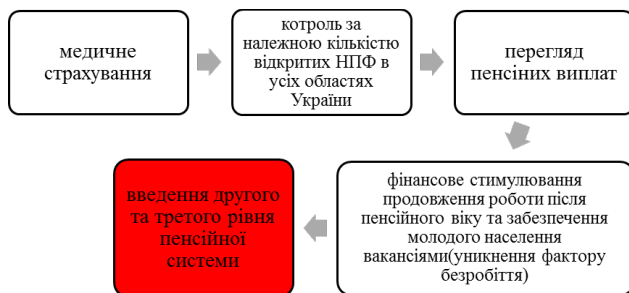 медичне
страхування
котроль за
належною кількістю
відкритих НПФ в
усіх областях
України
перегляд
пенсіних виплат
фінансове стимулювання
продовження роботи після
пенсійного віку та забезпечення
молодого населення
вакансіями(уникнення фактору
безробіття)
введення другого
та третого рівня
пенсійної
системи